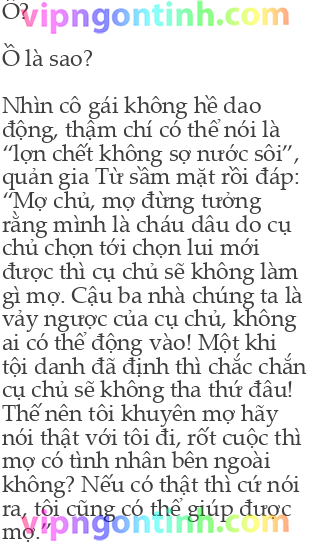 Ồ?
vipngontinh.com
Ồ là sao?
Nhìn cô gái không hề dao
động, thậm chí có thể nói là
“lợn chết không sợ nước sôi”,
quản gia Từ sầm mặt rồi đáp:
“Mợ chủ, mợ đừng tưởng
rằng mình là cháu dâu do cụ
chủ chọn tới chọn lui mới
được thì cụ chủ sẽ không làm
gì mợ. Cậu ba nhà chúng ta là
vảy ngược của cụ chủ, không
ai có thể động vào! Một khi
tội danh đã định thì chắc chắn
cụ chủ sẽ không tha thứ đâu!
Thế nên tôi khuyên mợ hãy
nói thật với tôi đi, rốt cuộc thì
mợ có tình nhân bên ngoài
không? Nếu có thật thì cứ nói
ra, tôi cũng có thể giúp được
mợ.”
vipngontinh.com